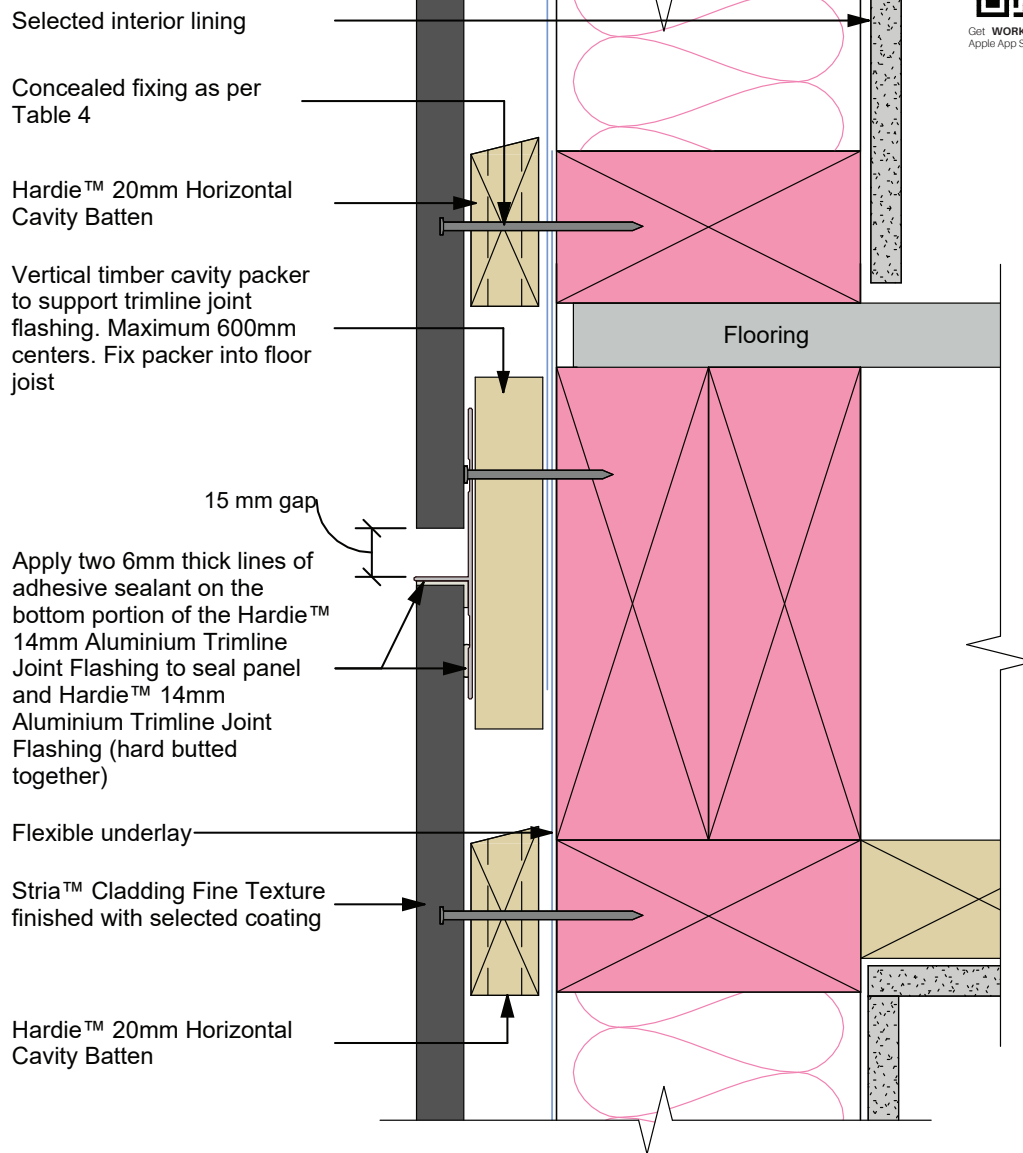 Selected interior lining
Get WORK
Apple App S
Concealed fixing as per
Table 4
Hardie™ 20mm Horizontal
Cavity Batten
Vertical timber cavity packer
to support trimline joint
flashing. Maximum 600mm
centers. Fix packer into floor
joist
Flooring
15 mm gap
Apply two 6mm thick lines of
adhesive sealant on the
bottom portion of the Hardie™
14mm Aluminium Trimline
Joint Flashing to seal panel
and Hardie™ 14mm
Aluminium Trimline Joint
Flashing (hard butted
together)
Flexible underlay
Stria™ Cladding Fine Texture
finished with selected coating
Hardie™ 20mm Horizontal
Cavity Batten